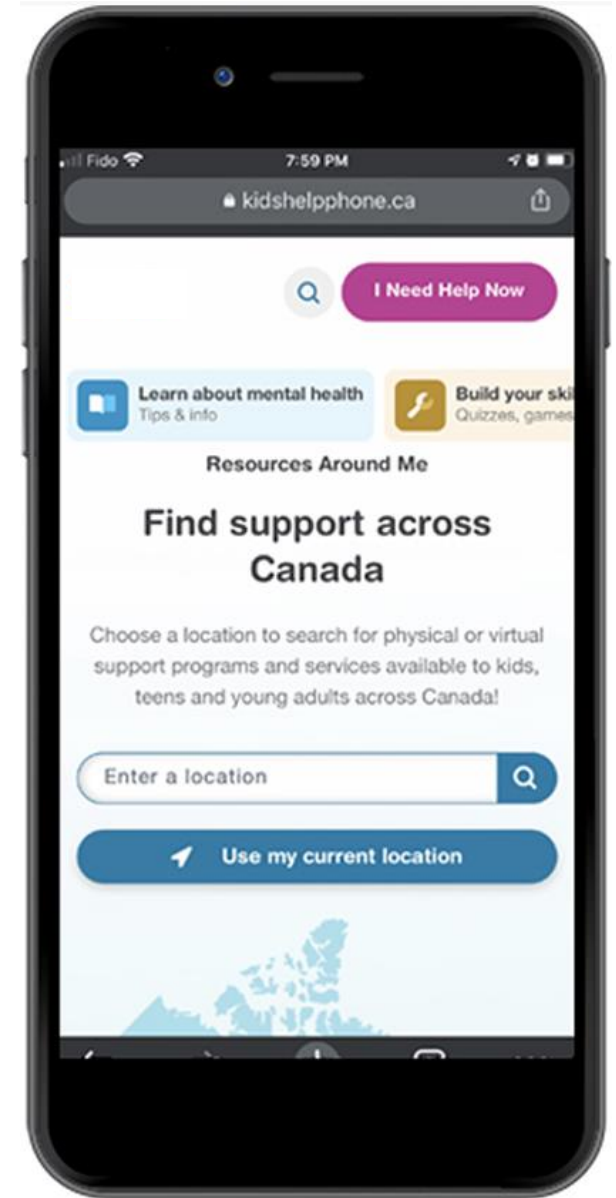 Fido 7:59 PM
kidshelpphone.ca
I Need Help Now
Learn about mental health
Tips & info
Build your
Quizzes, games
Resources Around Me
Find support across
Canada
Choose a location to search for physical or virtual
support programs and services available to kids,
teens and young adults across Canada!
Enter a location
Use my current location